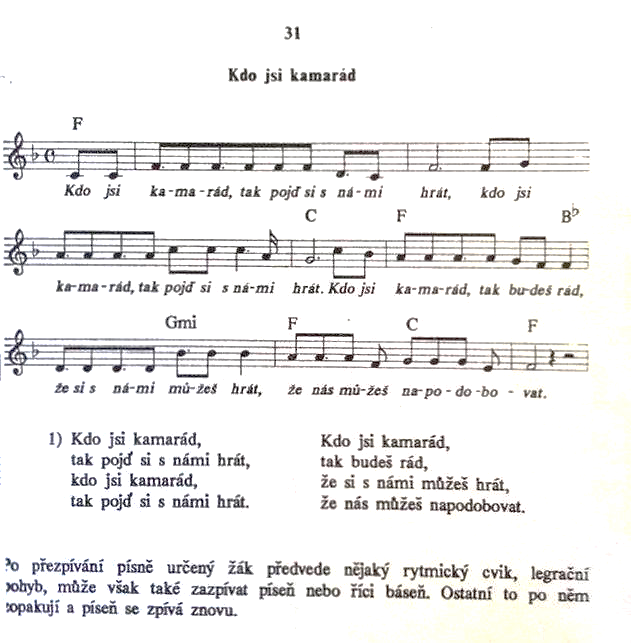 31
Kdo jsi kamarád
F
Kdo jsi ka-ma-rád, tak pojď si s ná-mi hrát, kdo jsi
C F B♭
ka-ma-rád, tak pojď si s ná-mi hrát. Kdo jsi ka-ma-rád, tak bu-deš rád,
Gmi F C F
že si s ná-mi mů-žeš hrát, že nás mů-žeš na-po-do-bo-vat.
1) Kdo jsi kamarád,
tak pojď si s námi hrát,
kdo jsi kamarád,
tak pojď si s námi hrát.
Kdo jsi kamarád,
tak budeš rád,
že si s námi můžeš hrát,
že nás můžeš napodobovat.
Po přezpívání písně určený žák předvede nějaký rytmický cvik, legrační
pohyb, může však také zazpívat píseň nebo říci báseň. Ostatní to po něm
zopakují a píseň se zpívá znovu.